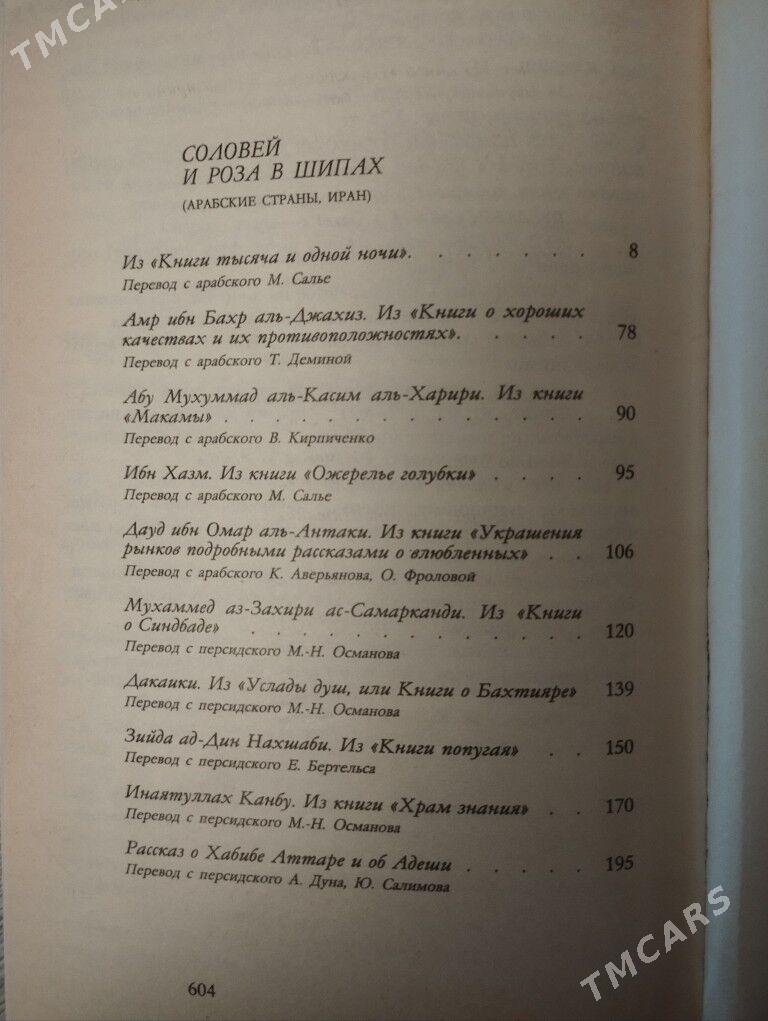 TMCARS
СОЛОВЕЙ
И РОЗА В ШИПАХ
(АРАБСКИЕ СТРАНЫ, ИРАН)
Из «Книги тысяча и одной ночи». . . . . . . 8
Перевод с арабского М. Салье
Амр ибн Бахр аль-Джахиз. Из «Книги о хороших
качествах и их противоположностях». . . . . 78
Перевод с арабского Т. Деминой
Абу Мухуммад аль-Касим аль-Харири. Из книги
«Макамы» . . . . . . . . . . . . . . 90
Перевод с арабского В. Кирпиченко
Ибн Хазм. Из книги «Ожерелье голубки» . . . . 95
Перевод с арабского М. Салье
Дауд ибн Омар аль-Антаки. Из книги «Украшения
рынков подробными рассказами о влюбленных» . . 106
Перевод с арабского К. Аверьянова, О. Фроловой
Мухаммед аз-Захири ас-Самарканди. Из «Книги
о Синдбаде» . . . . . . . . . . . . . 120
Перевод с персидского М.-Н. Османова
Дакаики. Из «Услады душ, или Книги о Бахтияре» 139
Перевод с персидского М.-Н. Османова
Зийда ад-Дин Нахшаби. Из «Книги попугая» . . 150
Перевод с персидского Е. Бертельса
Инаятуллах Канбу. Из книги «Храм знания» . . 170
Перевод с персидского М.-Н. Османова
Рассказ о Хабибе Аттаре и об Адеши . . . . . 195
Перевод с персидского А. Дуна, Ю. Салимова
604
TMCARS